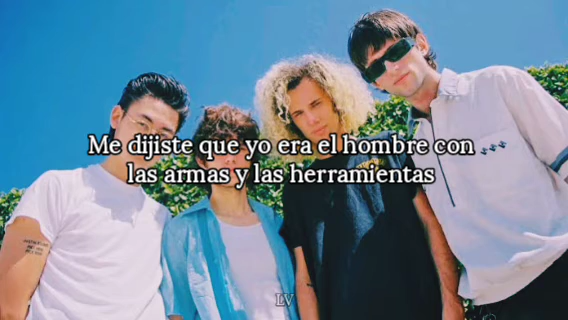 Me dijiste que yo era el hombre con
las armas y las herramientas
LV